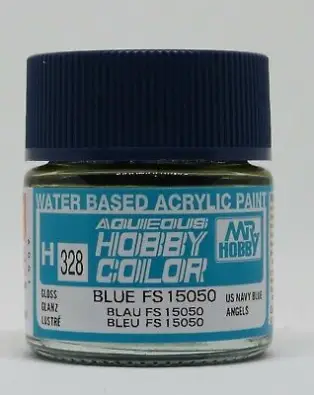 WATER BASED ACRYLIC PAINT
AQUEOUS
HOBBY
COLOR
H 328
Mr
HOBBY
GLOSS
GLANZ
LUSTRÉ
BLUE FS 15050
BLAU FS 15050
BLEU FS 15050
US NAVY BLUE
ANGELS